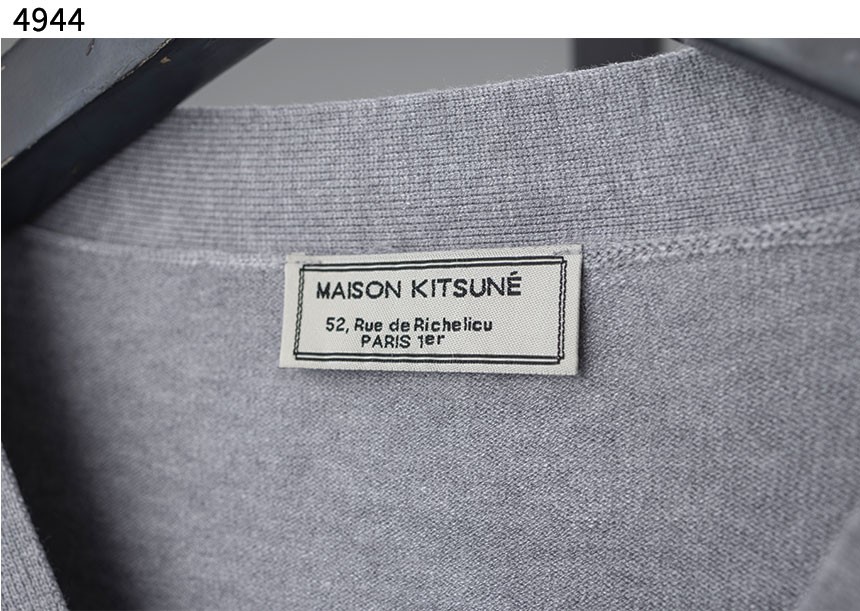 4944
MAISON KITSUNÉ
52, Rue de Richelicu
PARIS 1er